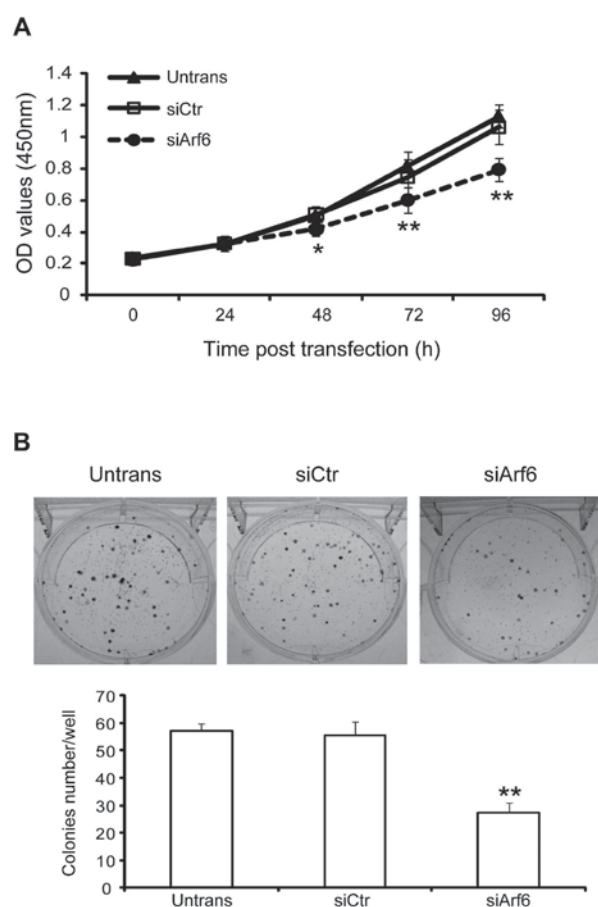 A
OD values (450nm)
1.4
1.2
1
0.8
0.6
0.4
0.2
0
Untrans
siCtr
siArf6
*
**
**
0 24 48 72 96
Time post transfection (h)
B
Untrans siCtr siArf6
Colonies number/well
70
60
50
40
30
20
10
0
**
Untrans siCtr siArf6